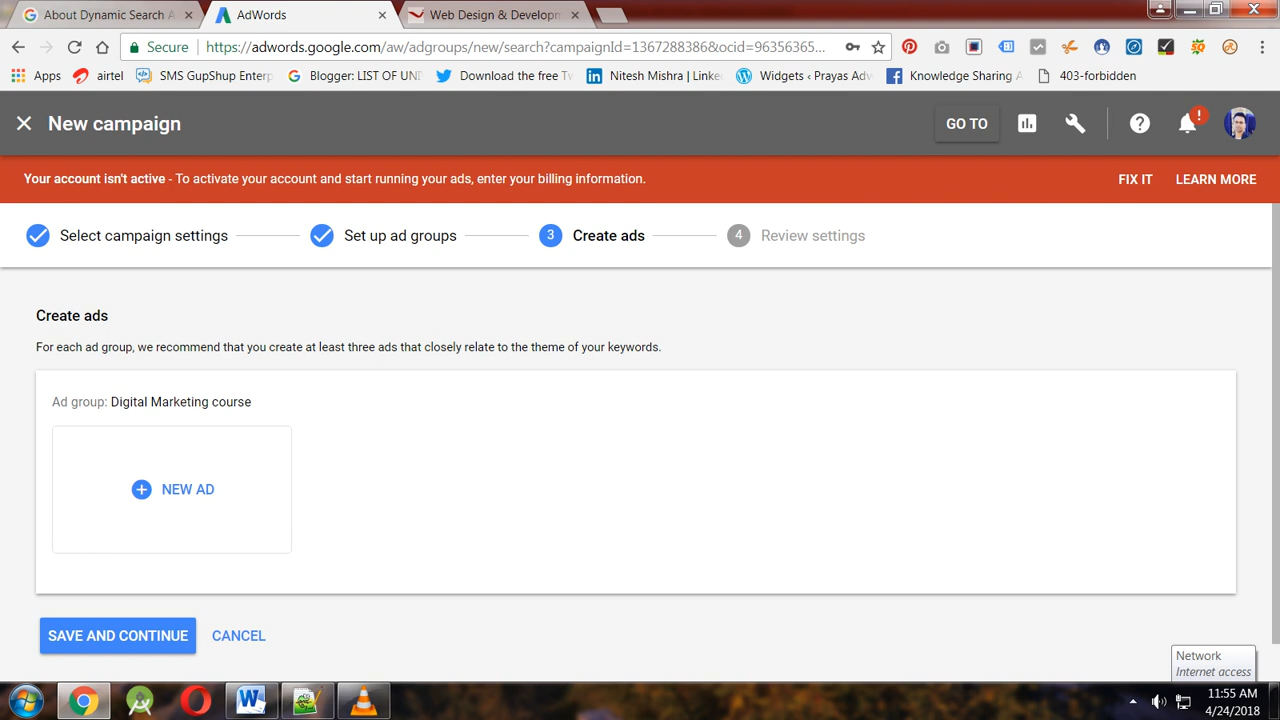 About Dynamic Search A
AdWords
Web Design & Developm
Secure
https://adwords.google.com/aw/adgroups/new/search?campaignId=1367288386&ocid=96356365...
Apps
airtel
SMS GupShup Enterp
Blogger: LIST OF UNI
Download the free Tw
Nitesh Mishra | Linke
Widgets ‹ Prayas Adv
Knowledge Sharing A
403-forbidden
New campaign
GO TO
!
Your account isn't active - To activate your account and start running your ads, enter your billing information.
FIX IT
LEARN MORE
Select campaign settings
Set up ad groups
3 Create ads
4 Review settings
Create ads
For each ad group, we recommend that you create at least three ads that closely relate to the theme of your keywords.
Ad group: Digital Marketing course
NEW AD
SAVE AND CONTINUE
CANCEL
Network
Internet access
11:55 AM
4/24/2018